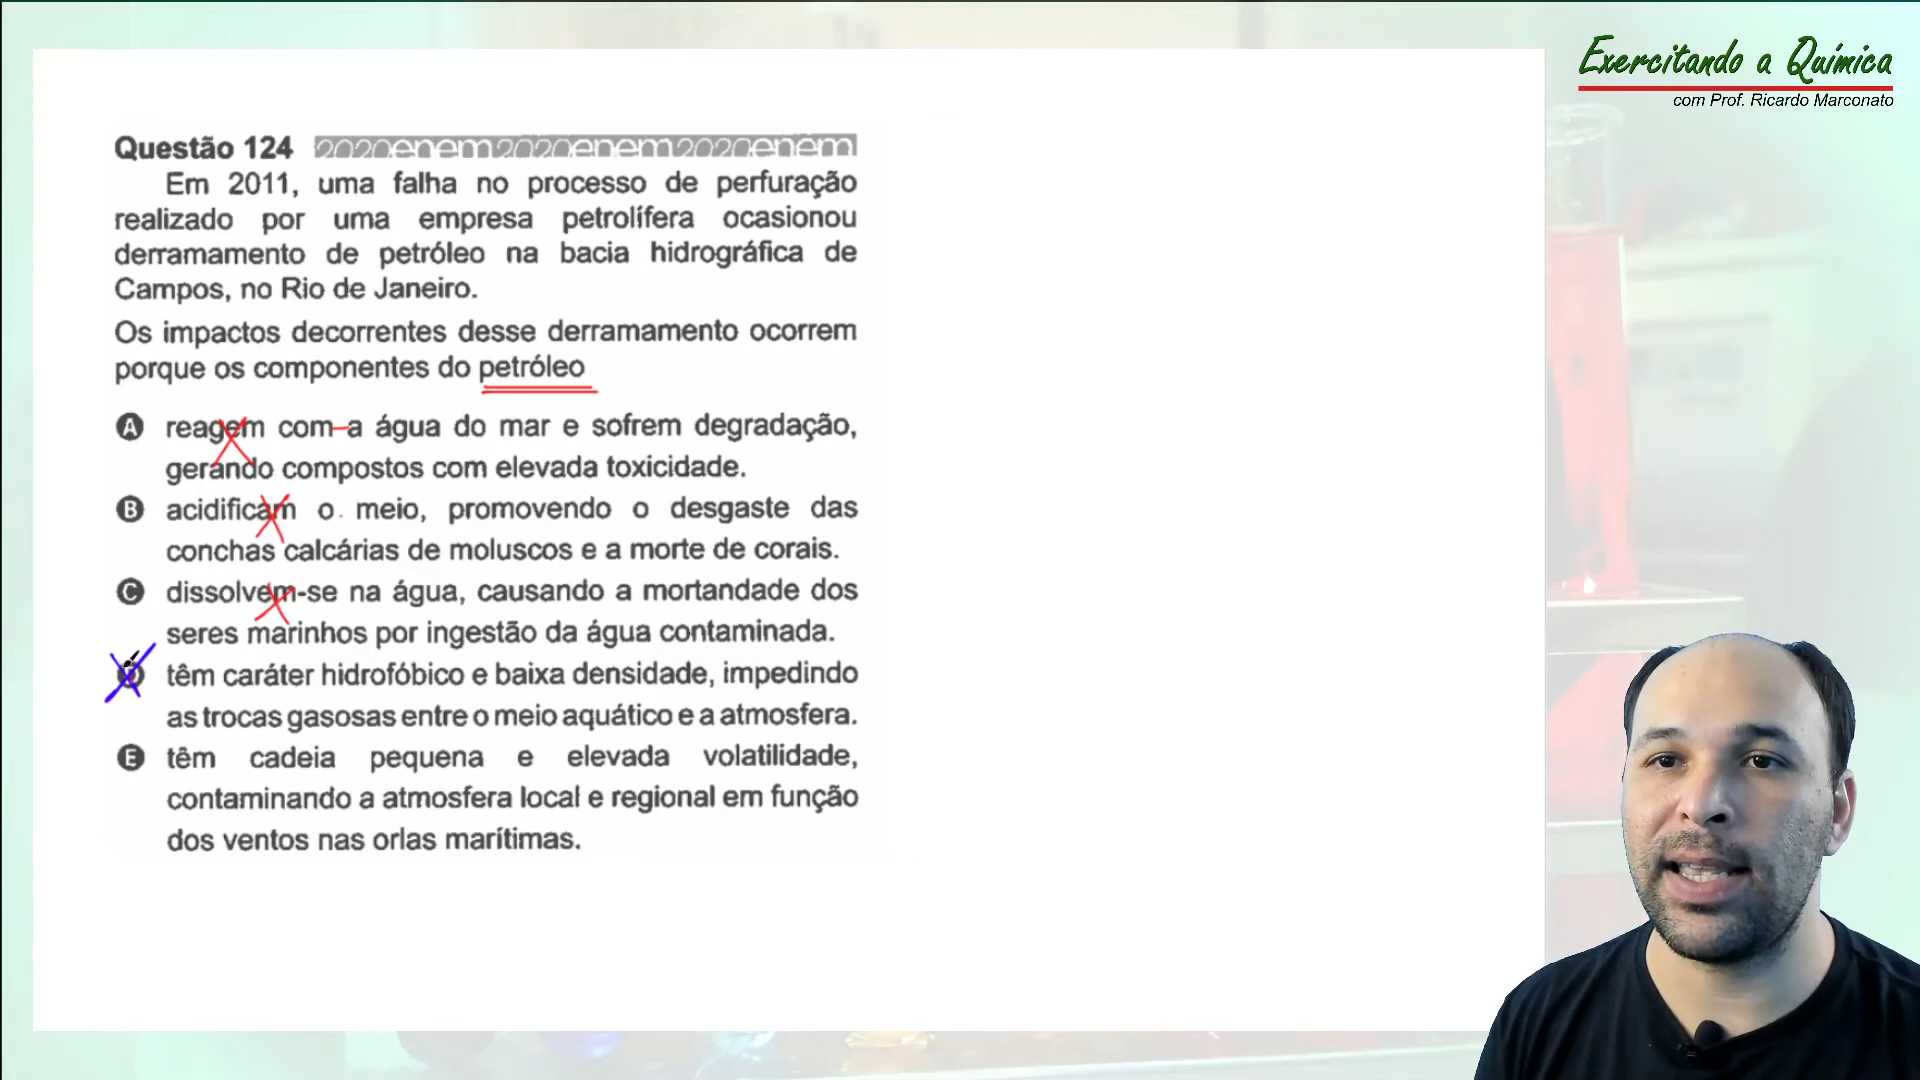 Exercitando a Química
com Prof. Ricardo Marconato
Questão 124 2020enem2020enem2020enem
Em 2011, uma falha no processo de perfuração
realizado por uma empresa petrolífera ocasionou
derramamento de petróleo na bacia hidrográfica de
Campos, no Rio de Janeiro.
Os impactos decorrentes desse derramamento ocorrem
porque os componentes do petróleo
A reagem com a água do mar e sofrem degradação,
gerando compostos com elevada toxicidade.
B acidificam o meio, promovendo o desgaste das
conchas calcárias de moluscos e a morte de corais.
C dissolvem-se na água, causando a mortandade dos
seres marinhos por ingestão da água contaminada.
D têm caráter hidrofóbico e baixa densidade, impedindo
as trocas gasosas entre o meio aquático e a atmosfera.
E têm cadeia pequena e elevada volatilidade,
contaminando a atmosfera local e regional em função
dos ventos nas orlas marítimas.